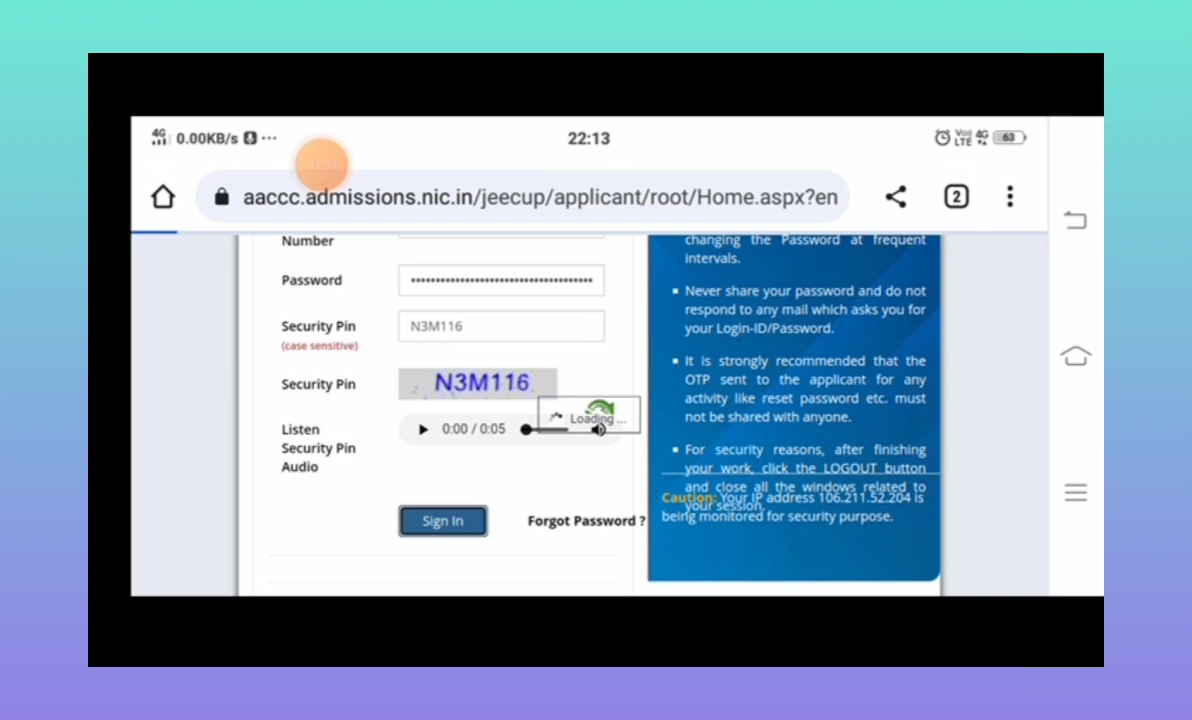 4G 0.00KB/s ···
22:13
Voll LTE 4G 63
03:00
aaccc.admissions.nic.in/jeecup/applicant/root/Home.aspx?en
2
Number
Password
Security Pin
N3M116
(case sensitive)
Security Pin
N3M116
Loading ...
Listen
Security Pin
Audio
0:00 / 0:05
Sign In
Forgot Password ?
changing the Password at frequent
intervals.
Never share your password and do not
respond to any mail which asks you for
your Login-ID/Password.
It is strongly recommended that the
OTP sent to the applicant for any
activity like reset password etc. must
not be shared with anyone.
For security reasons, after finishing
your work, click the LOGOUT button
and close all the windows related to
your session.
Caution: Your IP address 106.211.52.204 is
being monitored for security purpose.